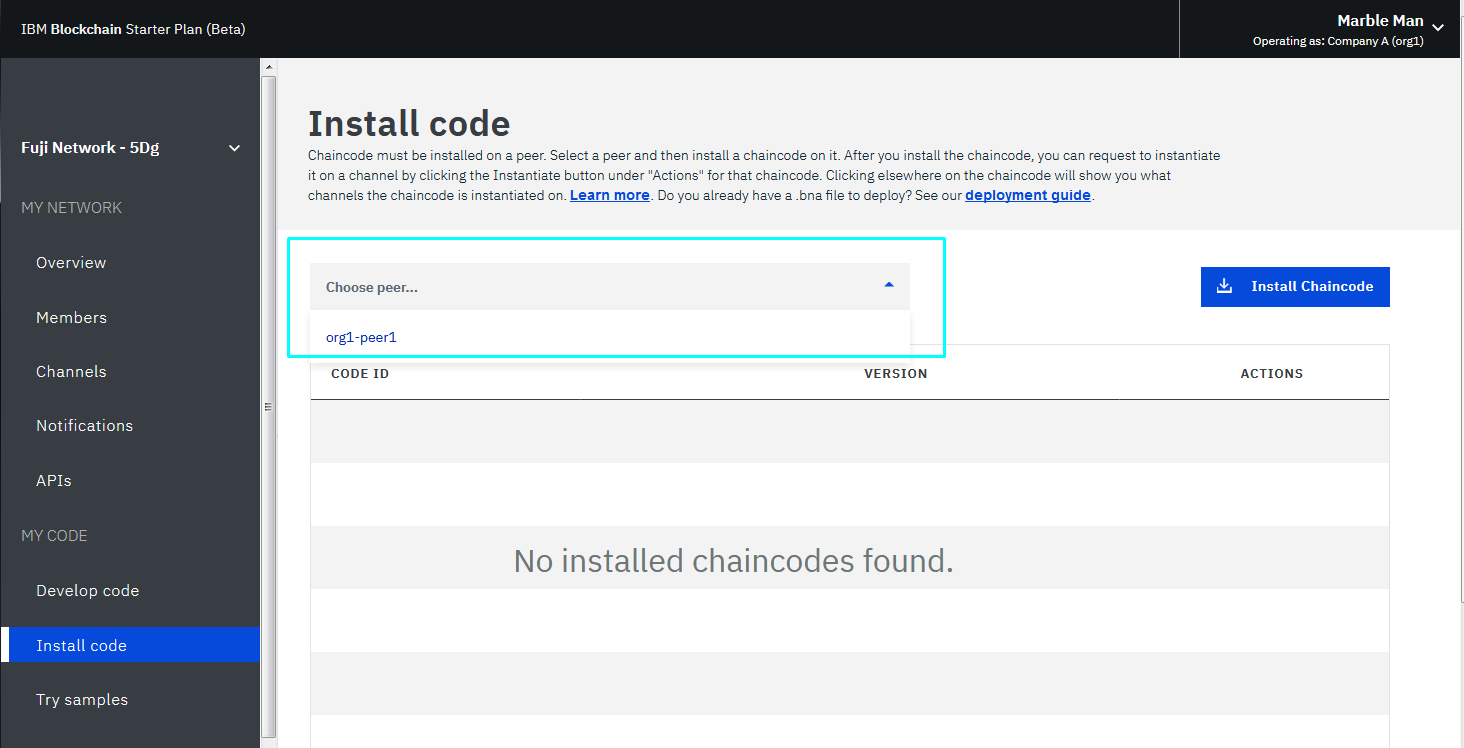 IBM Blockchain Starter Plan (Beta)
Marble Man
Operating as: Company A (org1)
Fuji Network - 5Dg
MY NETWORK
Overview
Members
Channels
Notifications
APIs
MY CODE
Develop code
Install code
Try samples
Install code
Chaincode must be installed on a peer. Select a peer and then install a chaincode on it. After you install the chaincode, you can request to instantiate
it on a channel by clicking the Instantiate button under "Actions" for that chaincode. Clicking elsewhere on the chaincode will show you what
channels the chaincode is instantiated on. Learn more. Do you already have a .bna file to deploy? See our deployment guide.
Choose peer...
org1-peer1
Install Chaincode
CODE ID VERSION ACTIONS
No installed chaincodes found.